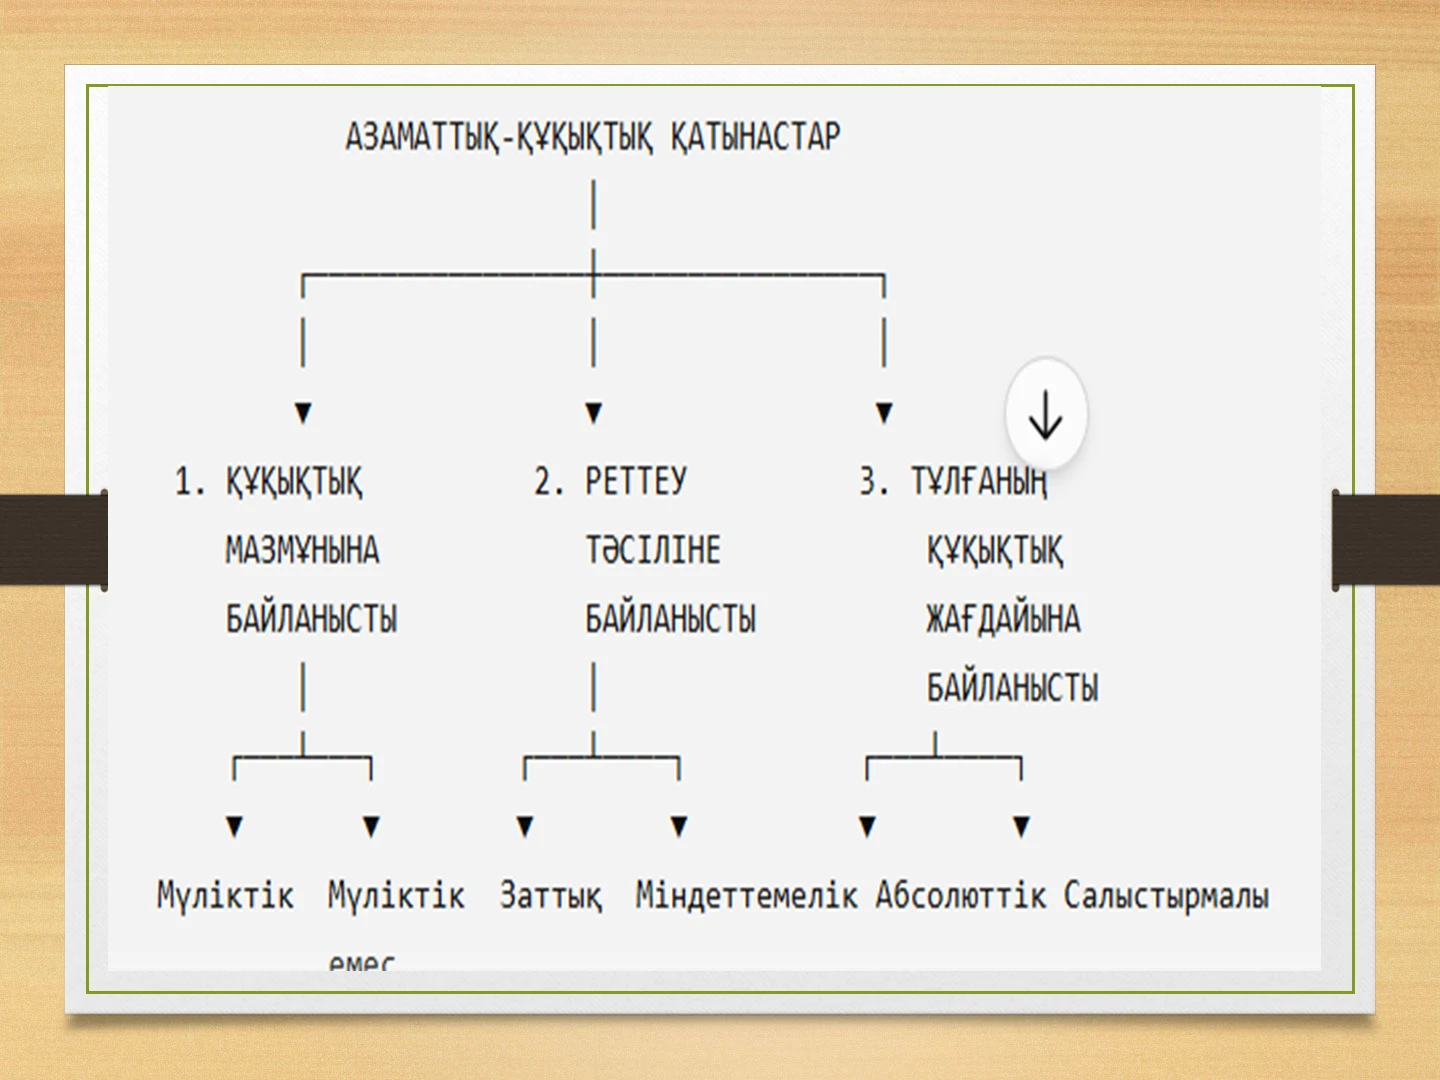 АЗАМАТТЫҚ-ҚҰҚЫҚТЫҚ ҚАТЫНАСТАР
1. ҚҰҚЫҚТЫҚ 2. РЕТТЕУ 3. ТҰЛҒАНЫҢ
МАЗМҰНЫНА ТӘСІЛІНЕ ҚҰҚЫҚТЫҚ
БАЙЛАНЫСТЫ БАЙЛАНЫСТЫ ЖАҒДАЙЫНА
БАЙЛАНЫСТЫ
Мүліктік Мүліктік Заттық Міндеттемелік Абсолюттік Салыстырмалы
емес